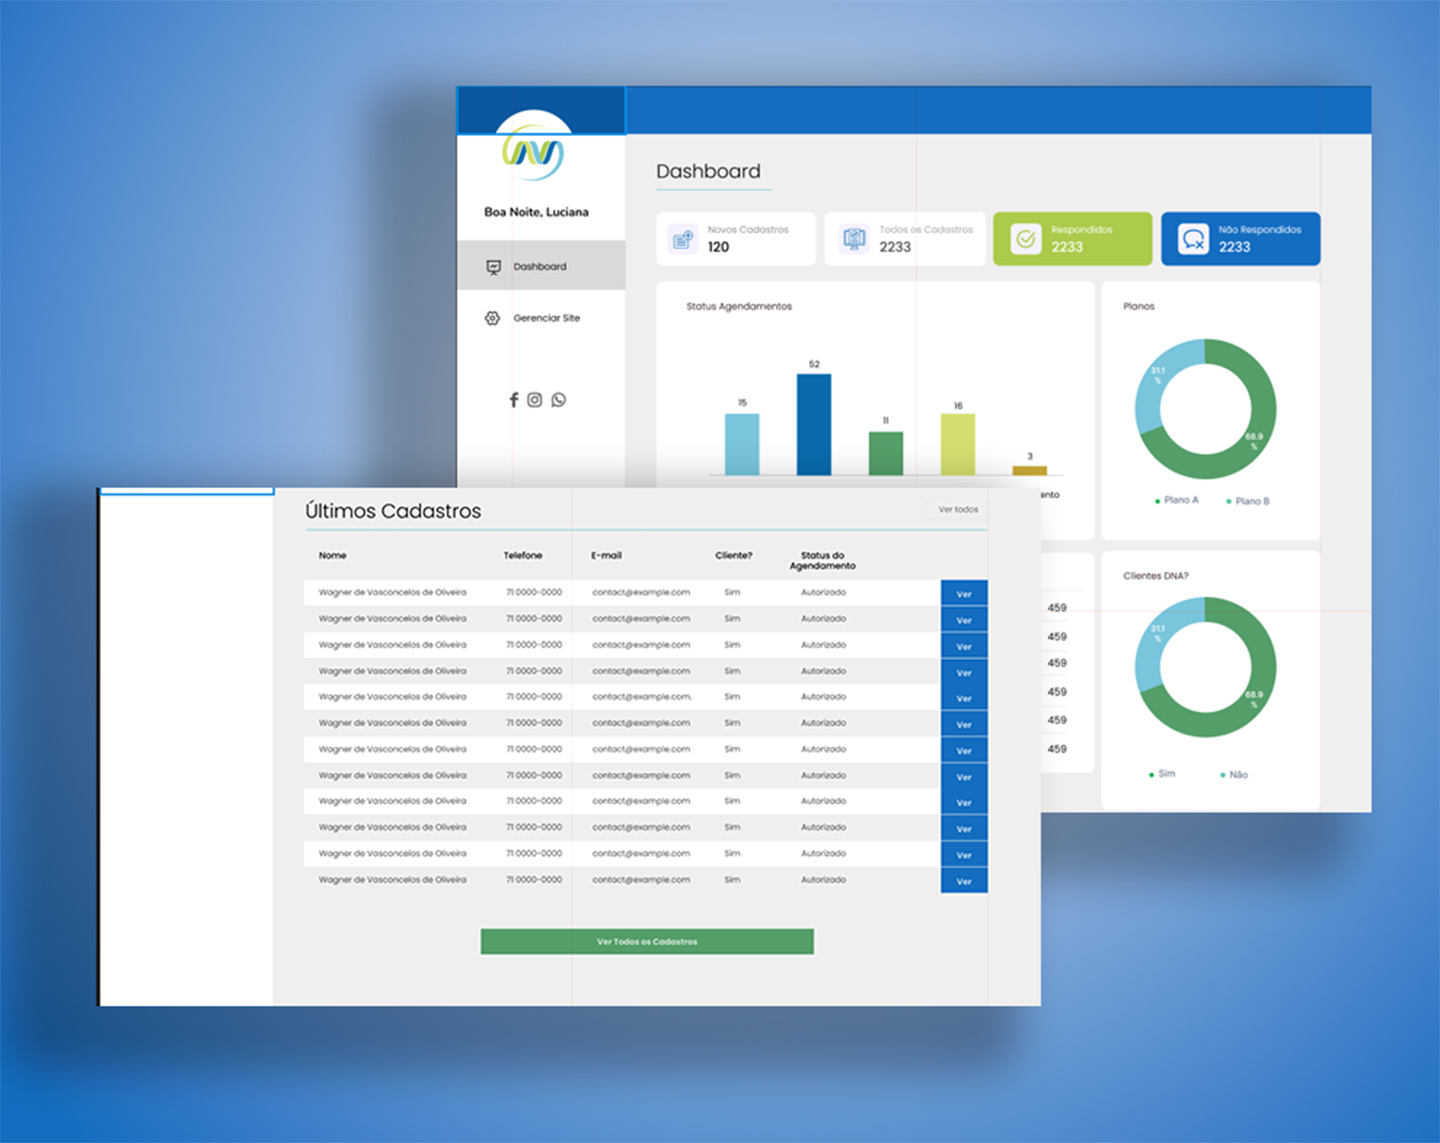 Boa Noite, Luciana
Dashboard
Gerenciar Site
Dashboard
Novos Cadastros
120
Todos os Cadastros
2233
Respondidos
2233
Não Respondidos
2233
Status Agendamentos
15
52
11
16
3
ento
Planos
31.1
%
68.9
%
Plano A
Plano B
459
459
459
459
459
459
Clientes DNA?
31.1
%
68.9
%
Sim
Não
Últimos Cadastros
Ver todos
Nome Telefone E-mail Cliente? Status do
Agendamento
Wagner de Vasconcelos de Oliveira 71 0000-0000 contact@example.com Sim Autorizado Ver
Wagner de Vasconcelos de Oliveira 71 0000-0000 contact@example.com Sim Autorizado Ver
Wagner de Vasconcelos de Oliveira 71 0000-0000 contact@example.com Sim Autorizado Ver
Wagner de Vasconcelos de Oliveira 71 0000-0000 contact@example.com Sim Autorizado Ver
Wagner de Vasconcelos de Oliveira 71 0000-0000 contact@example.com. Sim Autorizado Ver
Wagner de Vasconcelos de Oliveira 71 0000-0000 contact@example.com Sim Autorizado Ver
Wagner de Vasconcelos de Oliveira 71 0000-0000 contact@example.com Sim Autorizado Ver
Wagner de Vasconcelos de Oliveira 71 0000-0000 contact@example.com Sim Autorizado Ver
Wagner de Vasconcelos de Oliveira 71 0000-0000 contact@example.com Sim Autorizado Ver
Wagner de Vasconcelos de Oliveira 71 0000-0000 contact@example.com Sim Autorizado Ver
Wagner de Vasconcelos de Oliveira 71 0000-0000 contact@example.com Sim Autorizado Ver
Wagner de Vasconcelos de Oliveira 71 0000-0000 contact@example.com Sim Autorizado Ver
Ver Todos os Cadastros